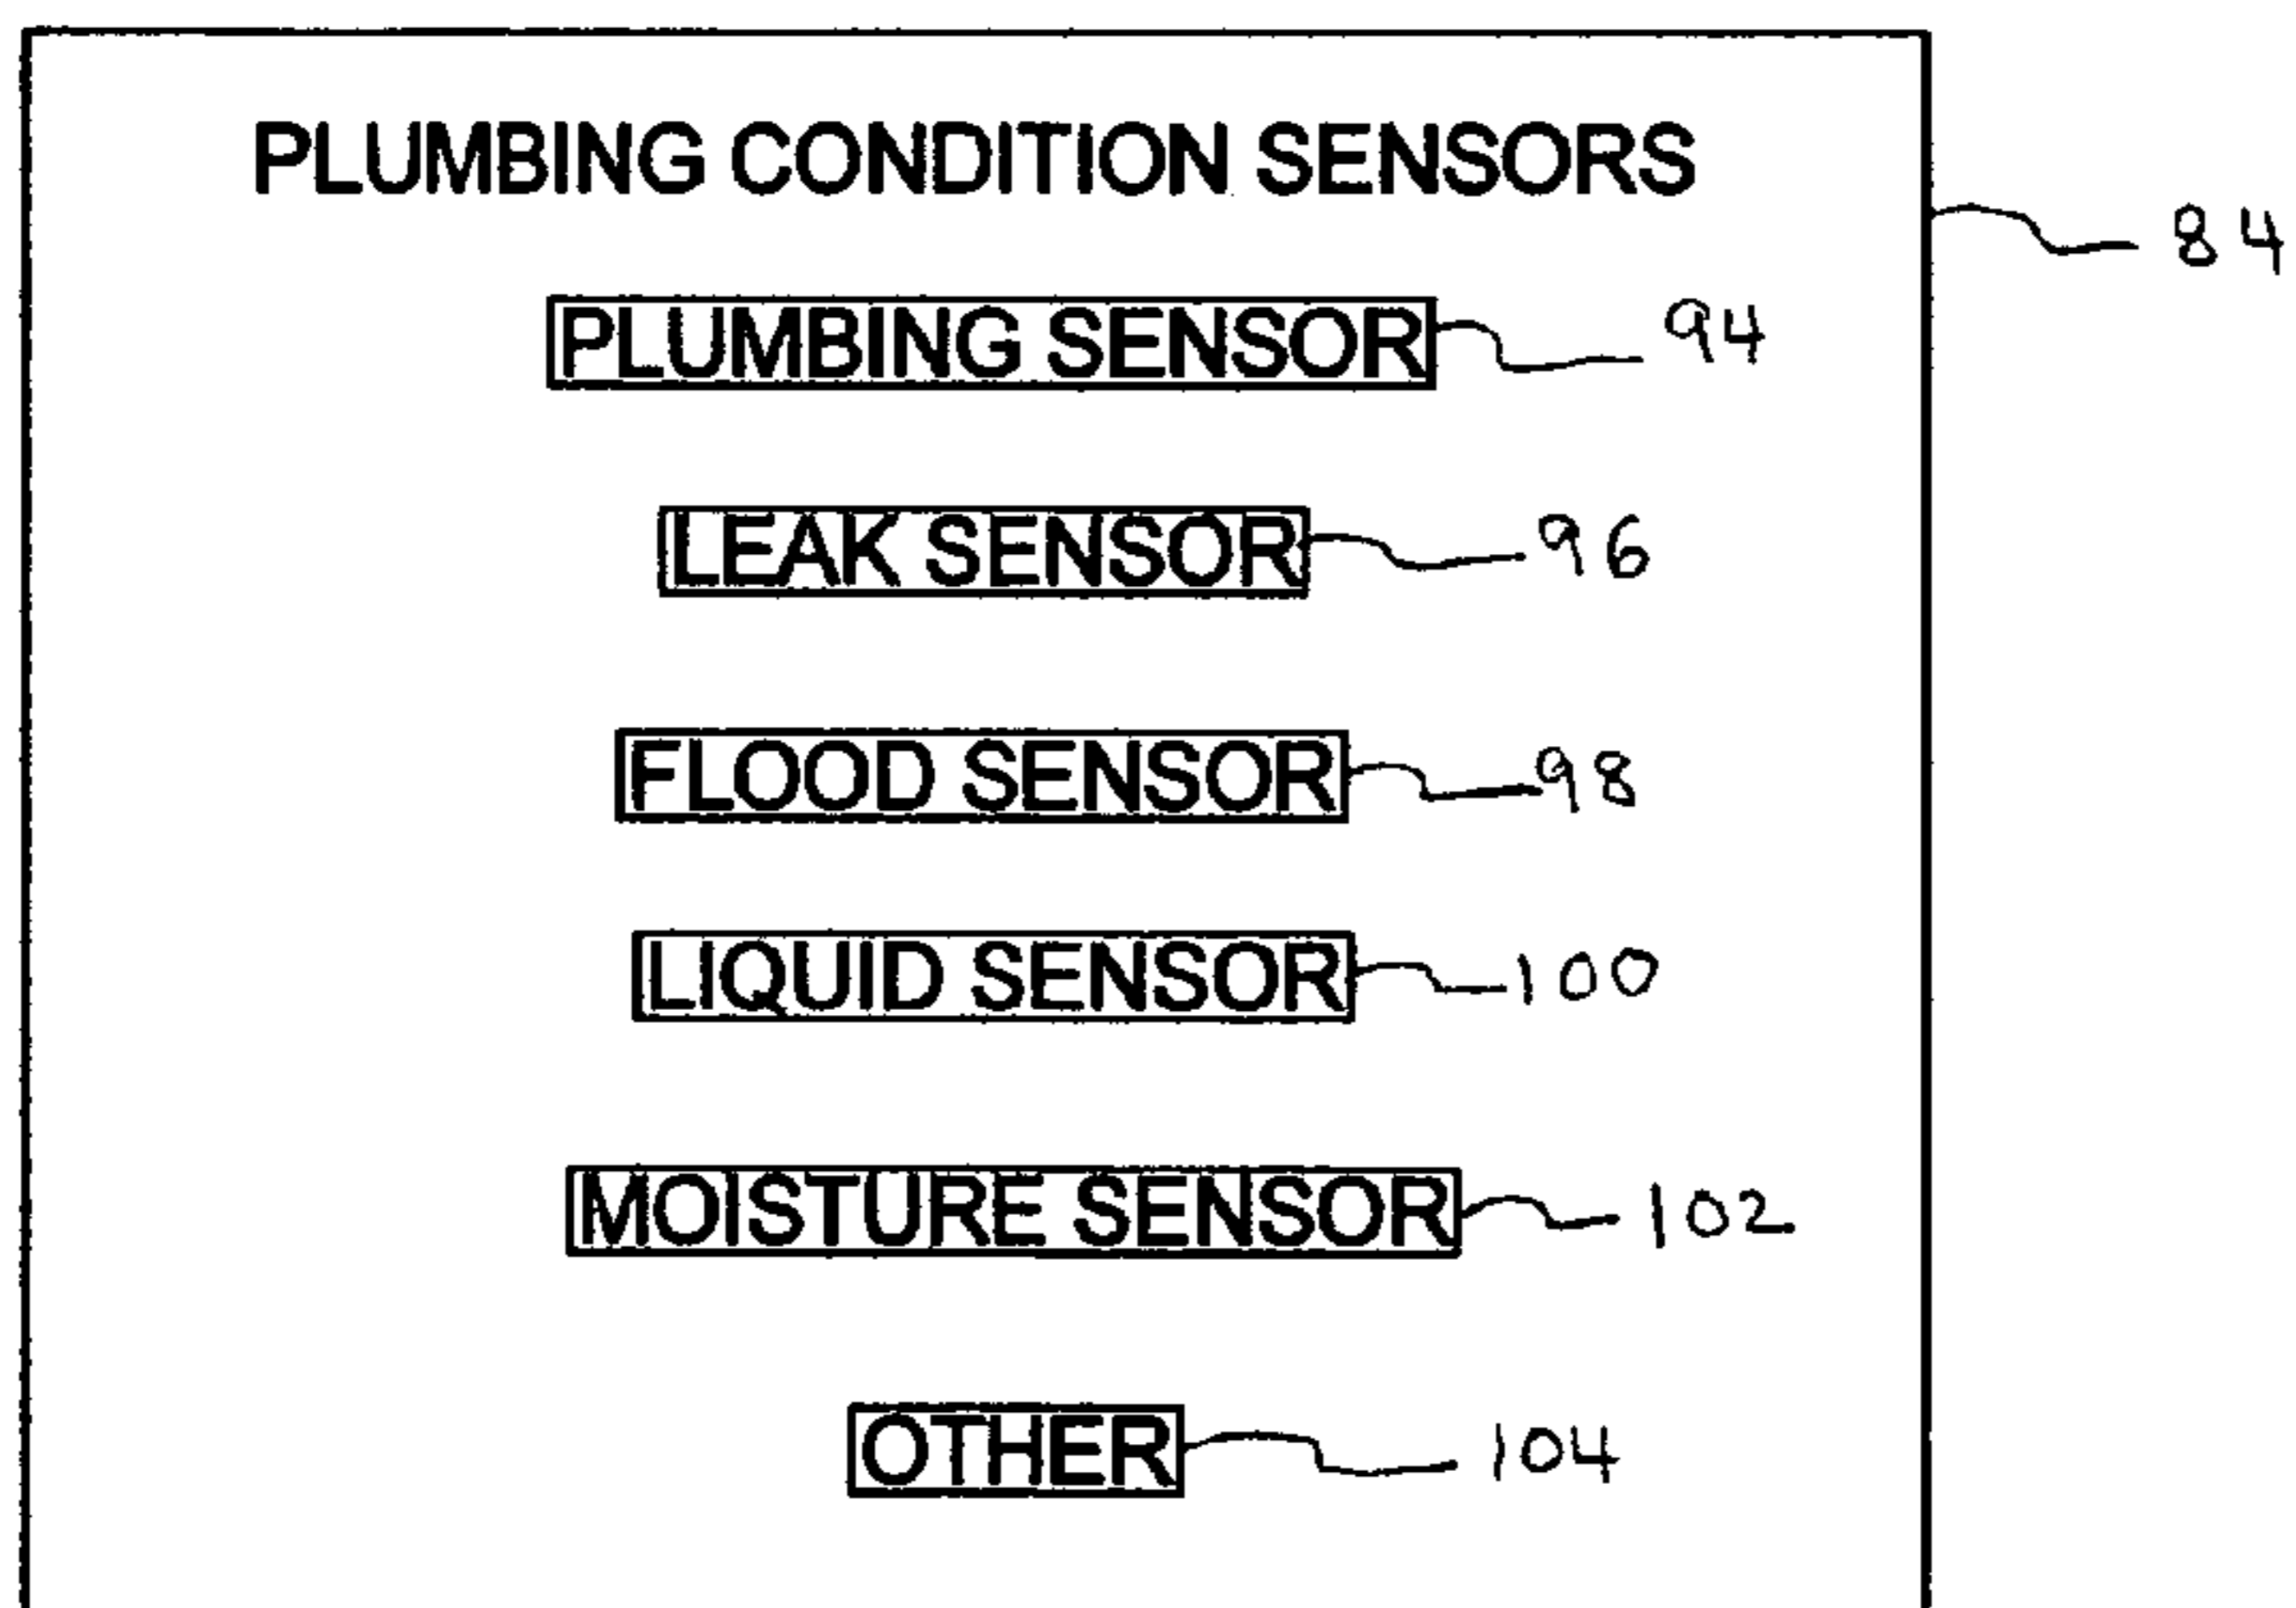 PLUMBING CONDITION SENSORS
84
PLUMBING SENSOR 94
LEAK SENSOR 96
FLOOD SENSOR 98
LIQUID SENSOR 100
MOISTURE SENSOR 102
OTHER 104